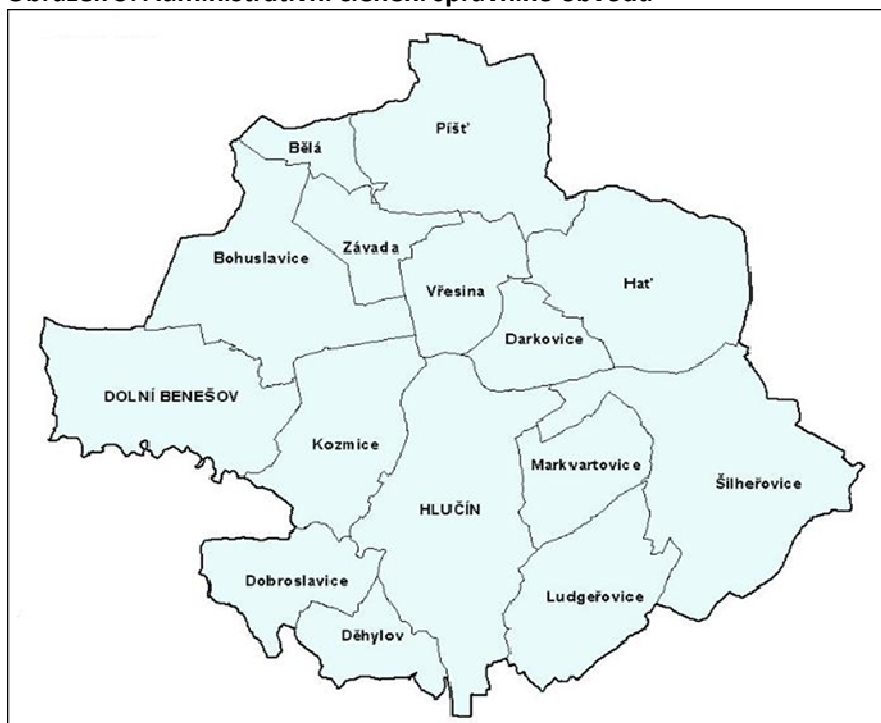 Píšť
Bělá
Závada
Bohuslavice
Vřesina
Hať
Darkovice
DOLNÍ BENEŠOV
Kozmice
Markvartovice
Šilheřovice
HLUČÍN
Dobroslavice
Ludgeřovice
Děhylov